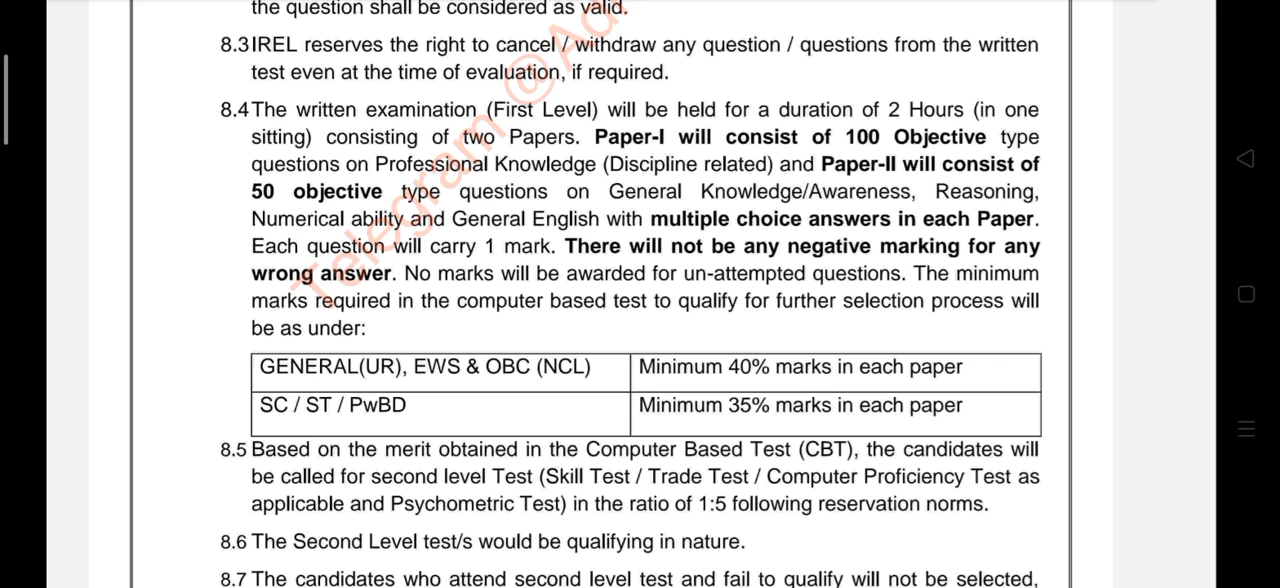 the question shall be considered as valid.
8.3 IREL reserves the right to cancel / withdraw any question / questions from the written
test even at the time of evaluation, if required.
8.4 The written examination (First Level) will be held for a duration of 2 Hours (in one
sitting) consisting of two Papers. Paper-I will consist of 100 Objective type
questions on Professional Knowledge (Discipline related) and Paper-II will consist of
50 objective type questions on General Knowledge/Awareness, Reasoning,
Numerical ability and General English with multiple choice answers in each Paper.
Each question will carry 1 mark. There will not be any negative marking for any
wrong answer. No marks will be awarded for un-attempted questions. The minimum
marks required in the computer based test to qualify for further selection process will
be as under:
GENERAL(UR), EWS & OBC (NCL) Minimum 40% marks in each paper
SC / ST / PwBD Minimum 35% marks in each paper
8.5 Based on the merit obtained in the Computer Based Test (CBT), the candidates will
be called for second level Test (Skill Test / Trade Test / Computer Proficiency Test as
applicable and Psychometric Test) in the ratio of 1:5 following reservation norms.
8.6 The Second Level test/s would be qualifying in nature.
8.7 The candidates who attend second level test and fail to qualify will not be selected,
Telegram